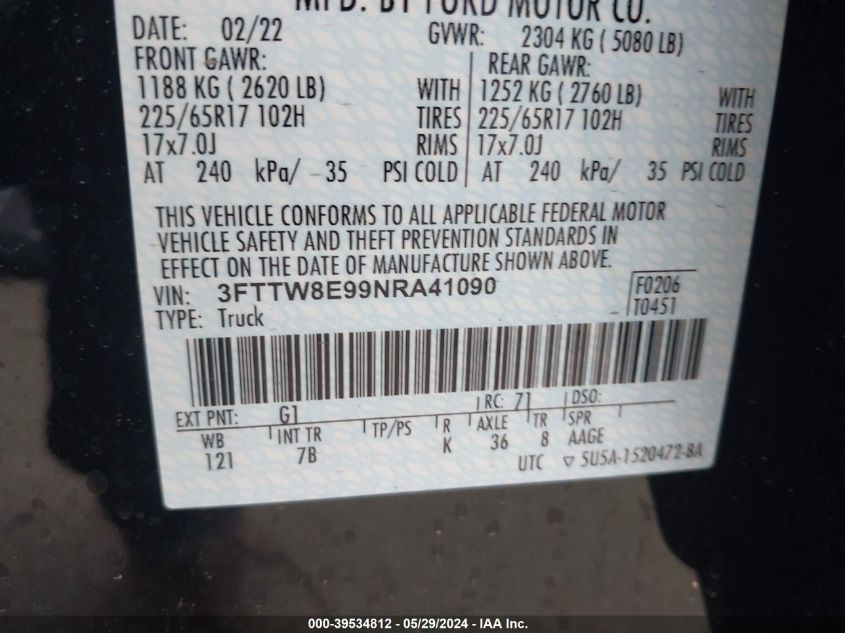 MFD. BY FORD MOTOR CO.
DATE: 02/22 GVWR: 2304 KG ( 5080 LB)
FRONT GAWR: REAR GAWR:
1188 KG ( 2620 LB) WITH 1252 KG ( 2760 LB) WITH
225/65R17 102H TIRES 225/65R17 102H TIRES
17x7.0J RIMS 17x7.0J RIMS
AT 240 kPa/ 35 PSI COLD AT 240 kPa/ 35 PSI COLD
THIS VEHICLE CONFORMS TO ALL APPLICABLE FEDERAL MOTOR
VEHICLE SAFETY AND THEFT PREVENTION STANDARDS IN
EFFECT ON THE DATE OF MANUFACTURE SHOWN ABOVE.
VIN: 3FTTW8E99NRA41090 F0206
TYPE: Truck T0451
EXT PNT: G1 RC: 71 DSO:
WB INT TR TP/PS R AXLE TR SPR
121 7B K 36 8 AAGE
UTC ▽ 5U5A-1520472-BA
000-39534812 - 05/29/2024 - IAA Inc.